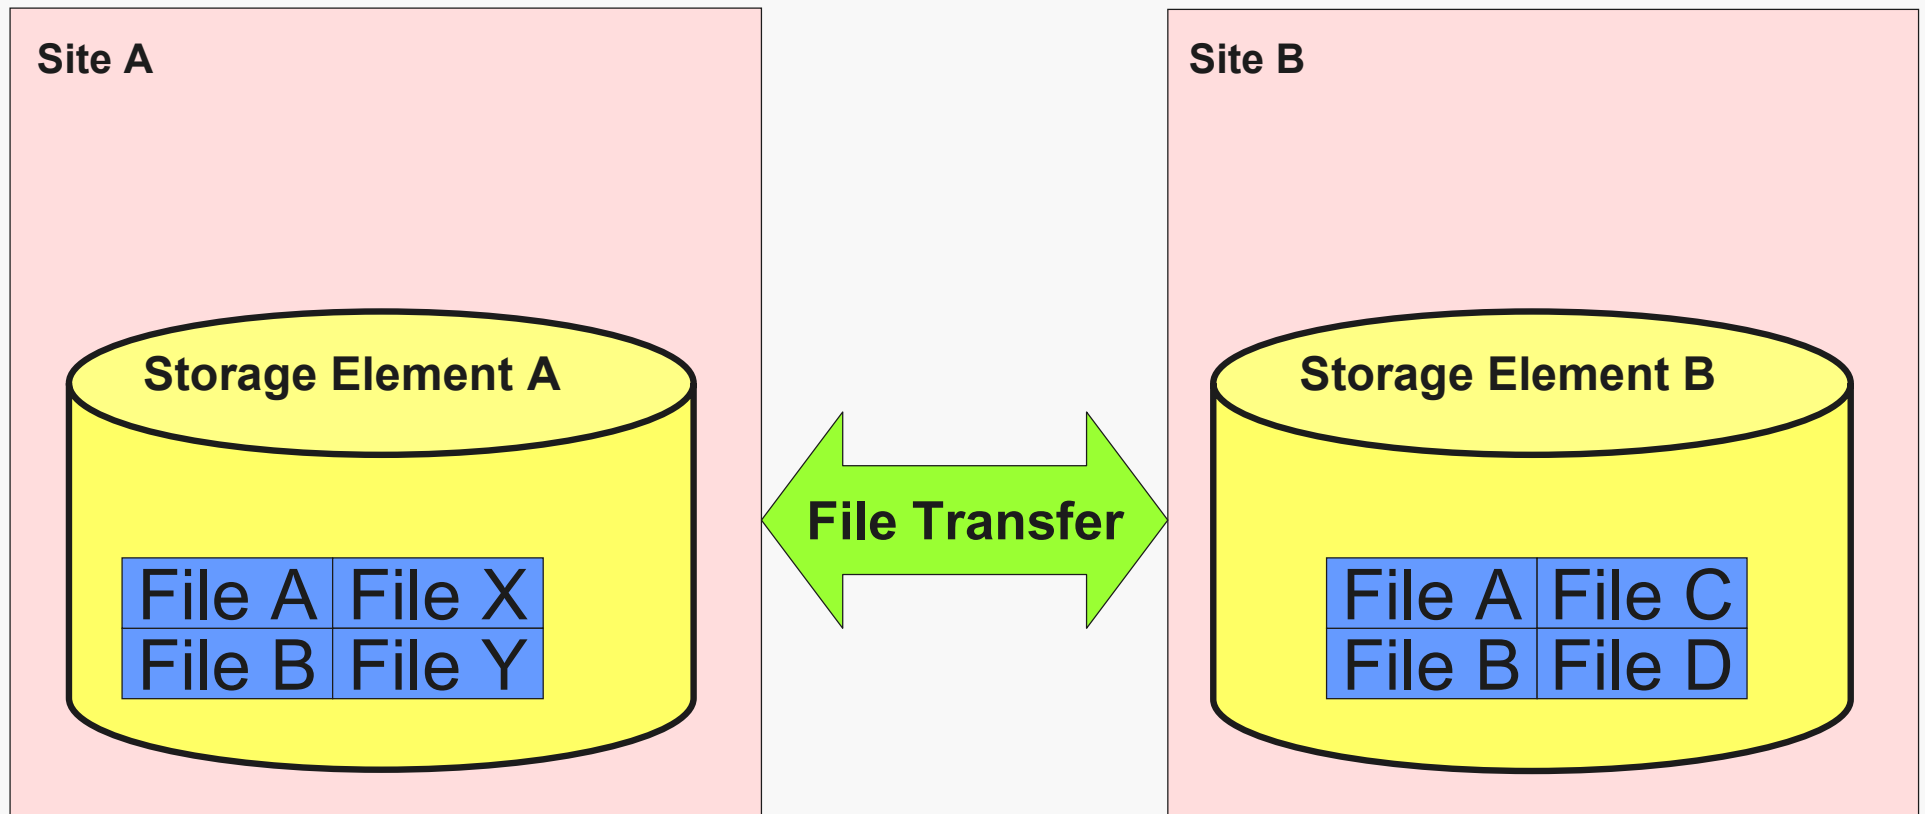 Site A
Site B
Storage Element A
Storage Element B
File Transfer
File A File X
File B File Y
File A File C
File B File D